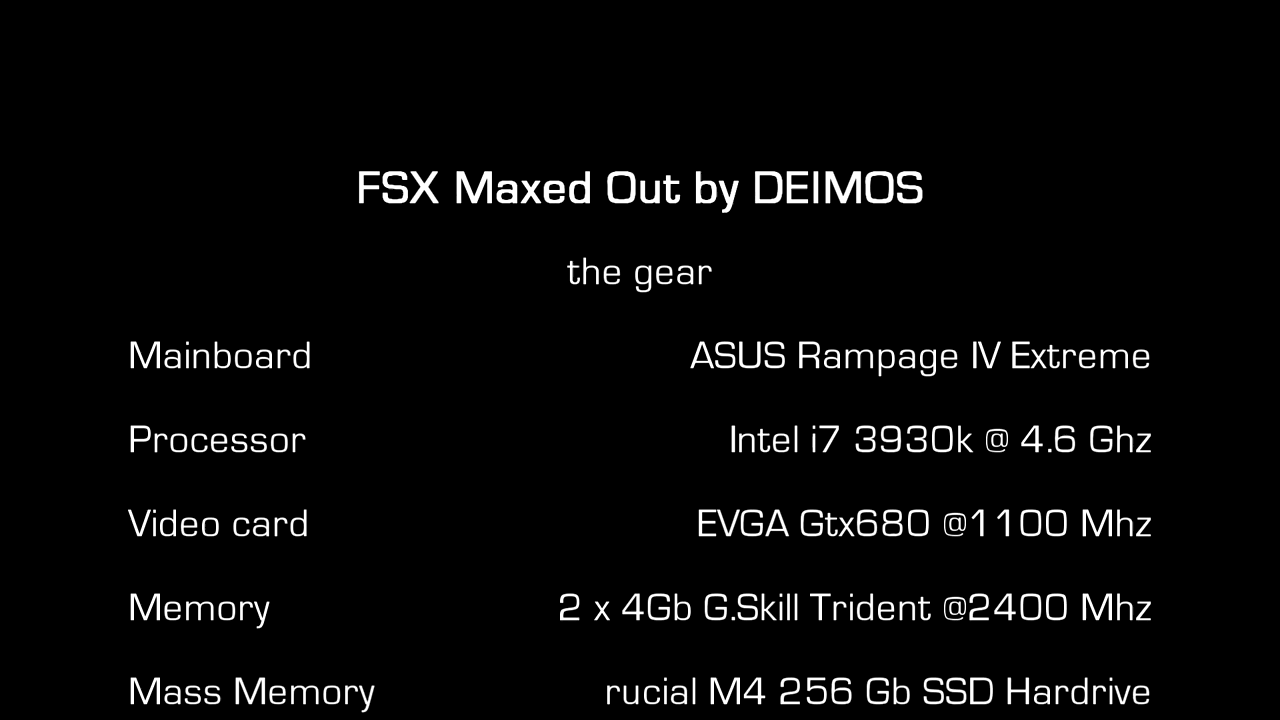 FSX Maxed Out by DEIMOS
the gear
Mainboard ASUS Rampage IV Extreme
Processor Intel i7 3930k @ 4.6 Ghz
Video card EVGA Gtx680 @1100 Mhz
Memory 2 x 4Gb G.Skill Trident @2400 Mhz
Mass Memory rucial M4 256 Gb SSD Hardrive